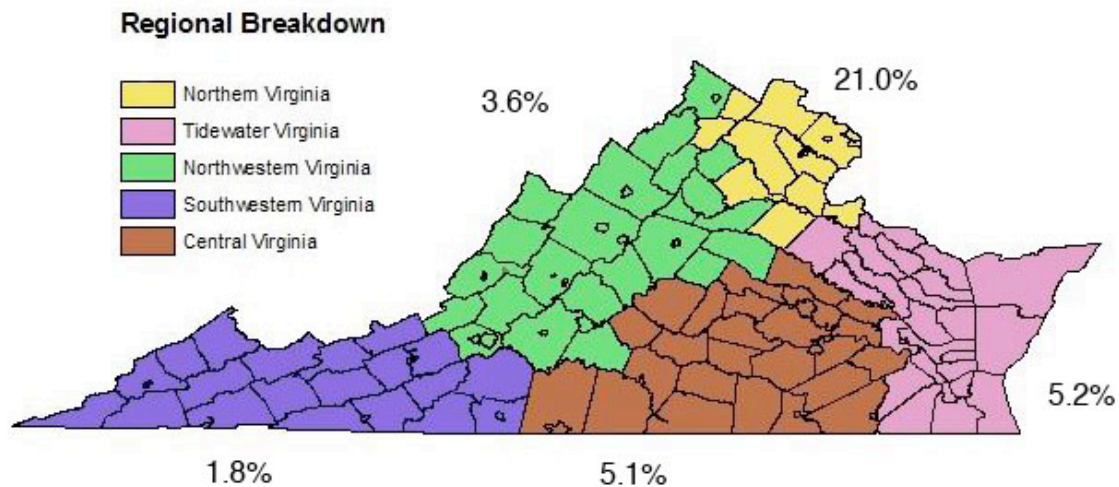 Regional Breakdown
Northern Virginia
Tidewater Virginia
Northwestern Virginia
Southwestern Virginia
Central Virginia
3.6%
21.0%
5.2%
1.8%
5.1%